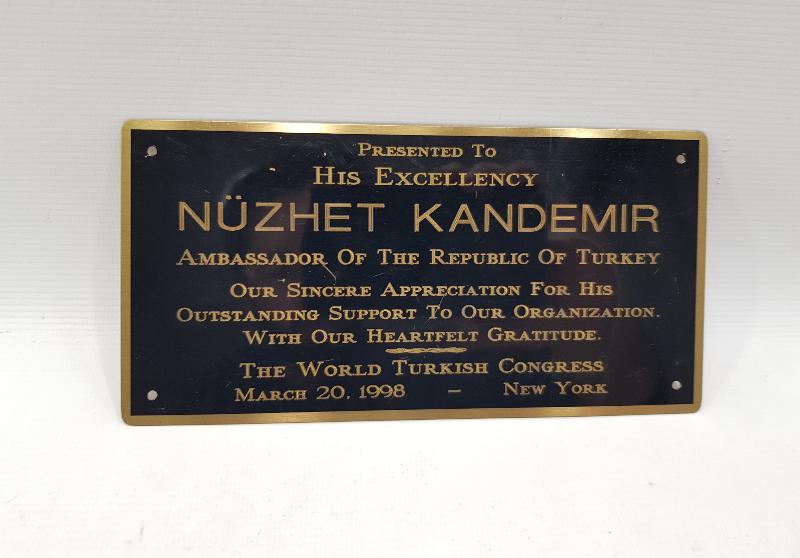 Presented To
His Excellency
NÜZHET KANDEMIR
Ambassador Of The Republic Of Turkey
Our Sincere Appreciation For His
Outstanding Support To Our Organization.
With Our Heartfelt Gratitude.
The World Turkish Congress
March 20, 1998 – New York